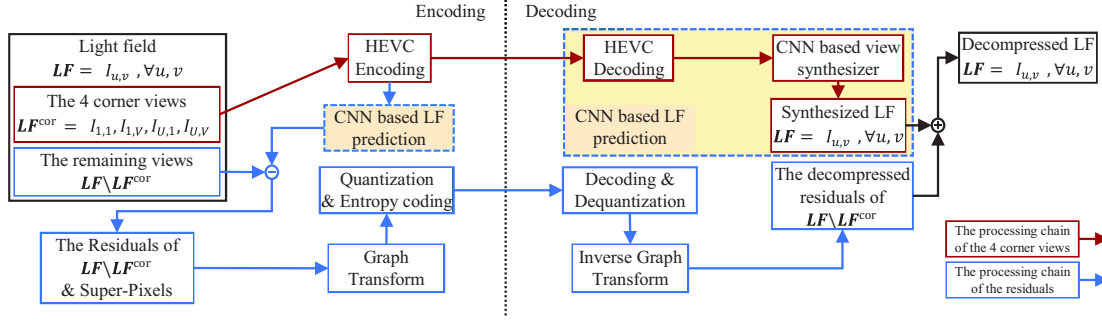 Encoding
Decoding
Light field
LF = I_{u,v} , ∀u, v
The 4 corner views
LF^{cor} = I_{1,1}, I_{1,V}, I_{U,1}, I_{U,V}
The remaining views
LF\LF^{cor}
The Residuals of
LF\LF^{cor}
& Super-Pixels
HEVC
Encoding
CNN based LF
prediction
Quantization
& Entropy coding
Graph
Transform
HEVC
Decoding
CNN based LF
prediction
CNN based view
synthesizer
Synthesized LF
LF = I_{u,v} , ∀u, v
Decoding &
Dequantization
Inverse Graph
Transform
The decompressed
residuals of
LF\LF^{cor}
Decompressed LF
LF = I_{u,v} , ∀u, v
The processing chain
of the 4 corner views
The processing chain
of the residuals